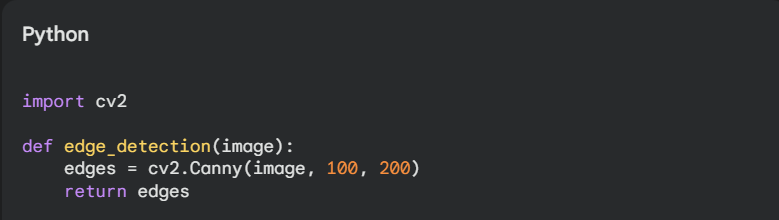 Python
import cv2
def edge_detection(image):
    edges = cv2.Canny(image, 100, 200)
    return edges